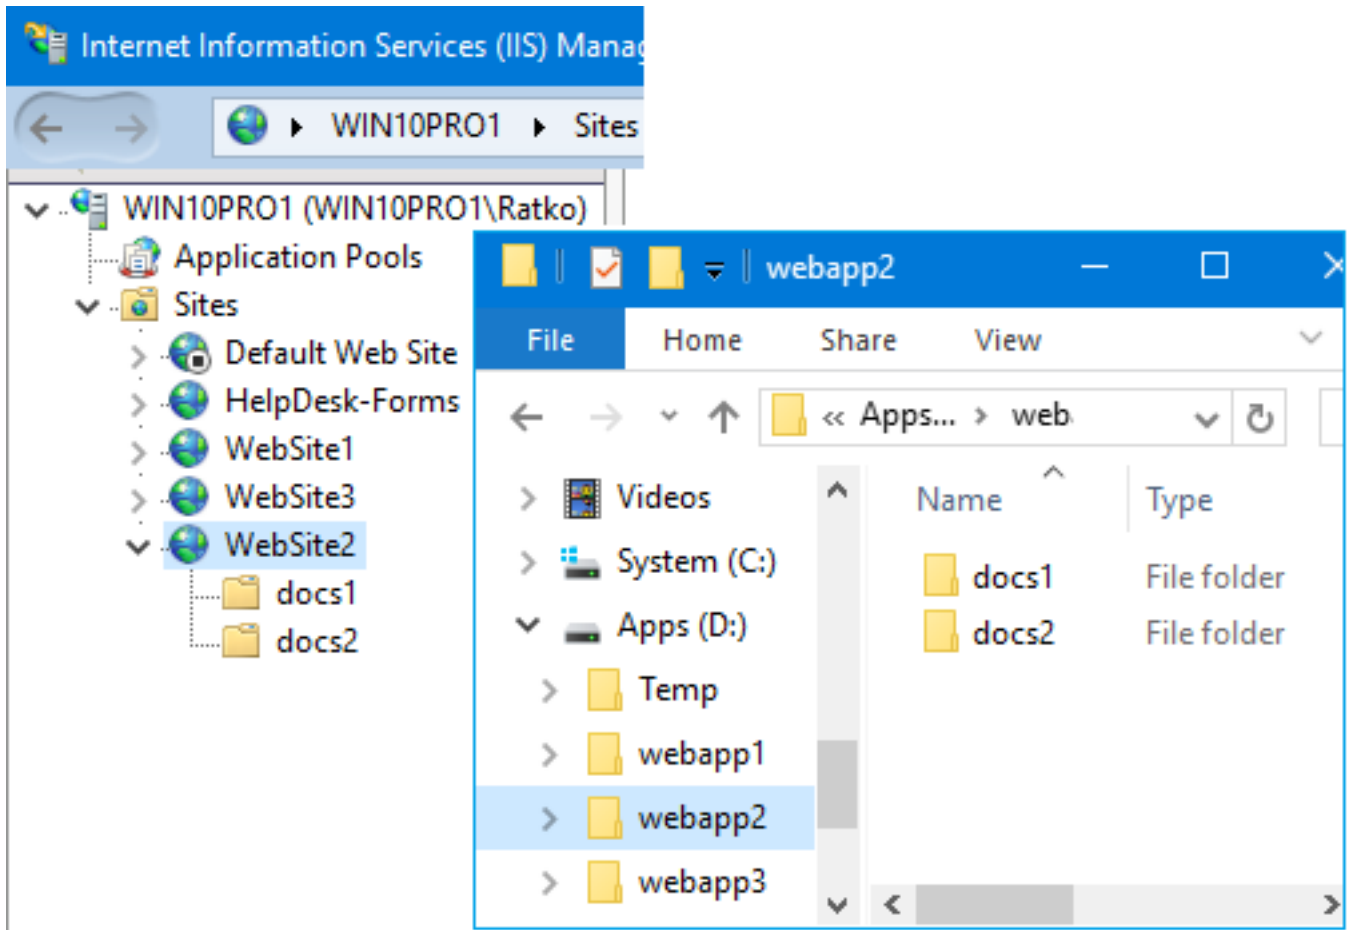 Internet Information Services (IIS) Manag
WIN10PRO1 Sites
WIN10PRO1 (WIN10PRO1\Ratko)
Application Pools
Sites
Default Web Site
HelpDesk-Forms
WebSite1
WebSite3
WebSite2
docs1
docs2
webapp2
File Home Share View
« Apps... > web
Name Type
Videos
System (C:)
Apps (D:)
Temp
webapp1
webapp2
webapp3
docs1 File folder
docs2 File folder